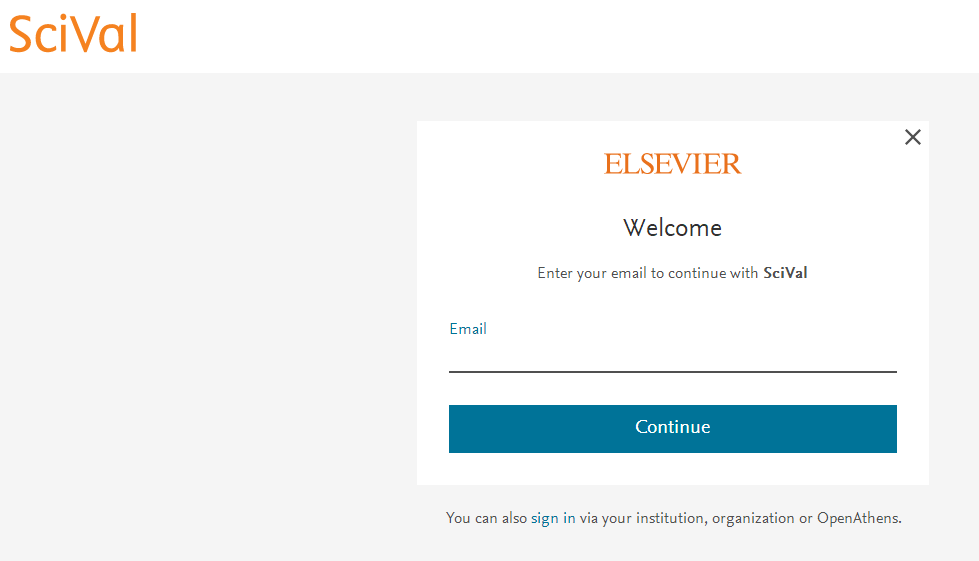 SciVal
ELSEVIER
Welcome
Enter your email to continue with SciVal
Email
Continue
You can also sign in via your institution, organization or OpenAthens.